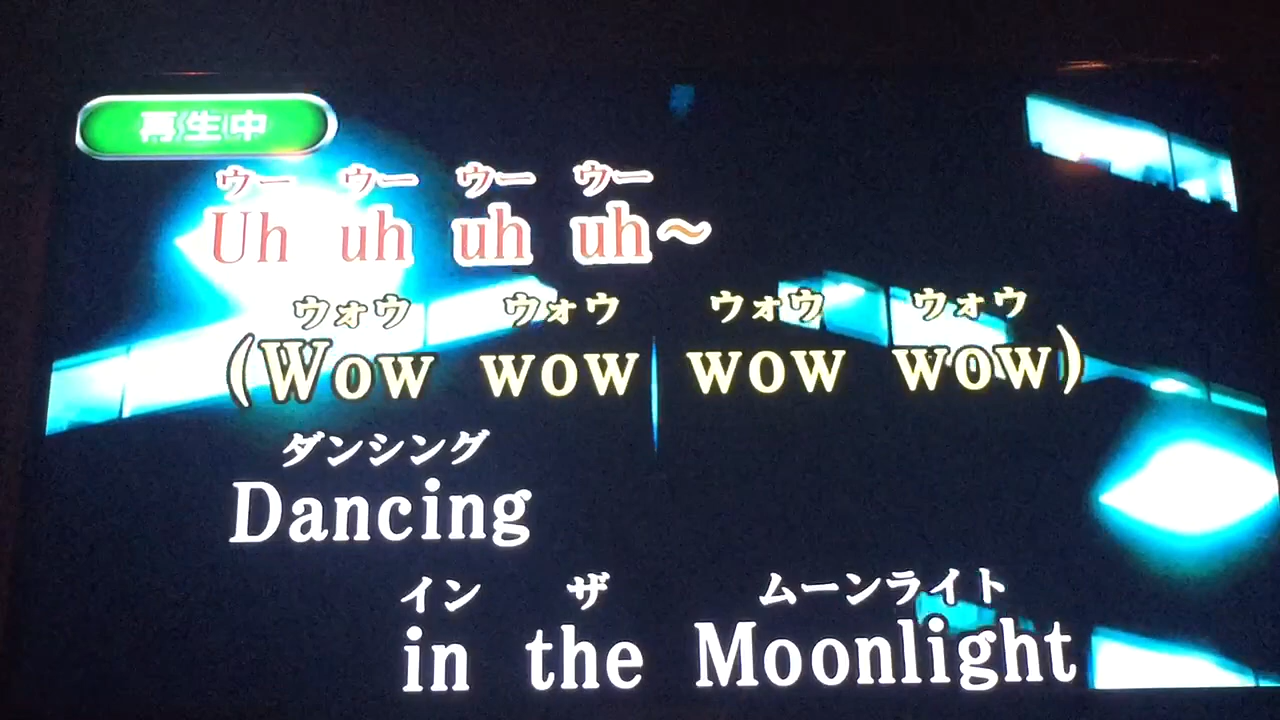 再生中
ウー ウー ウー ウー
Uh uh uh uh～
ウォウ ウォウ ウォウ ウォウ
(Wow wow wow wow)
ダンシング
Dancing
イン ザ ムーンライト
in the Moonlight